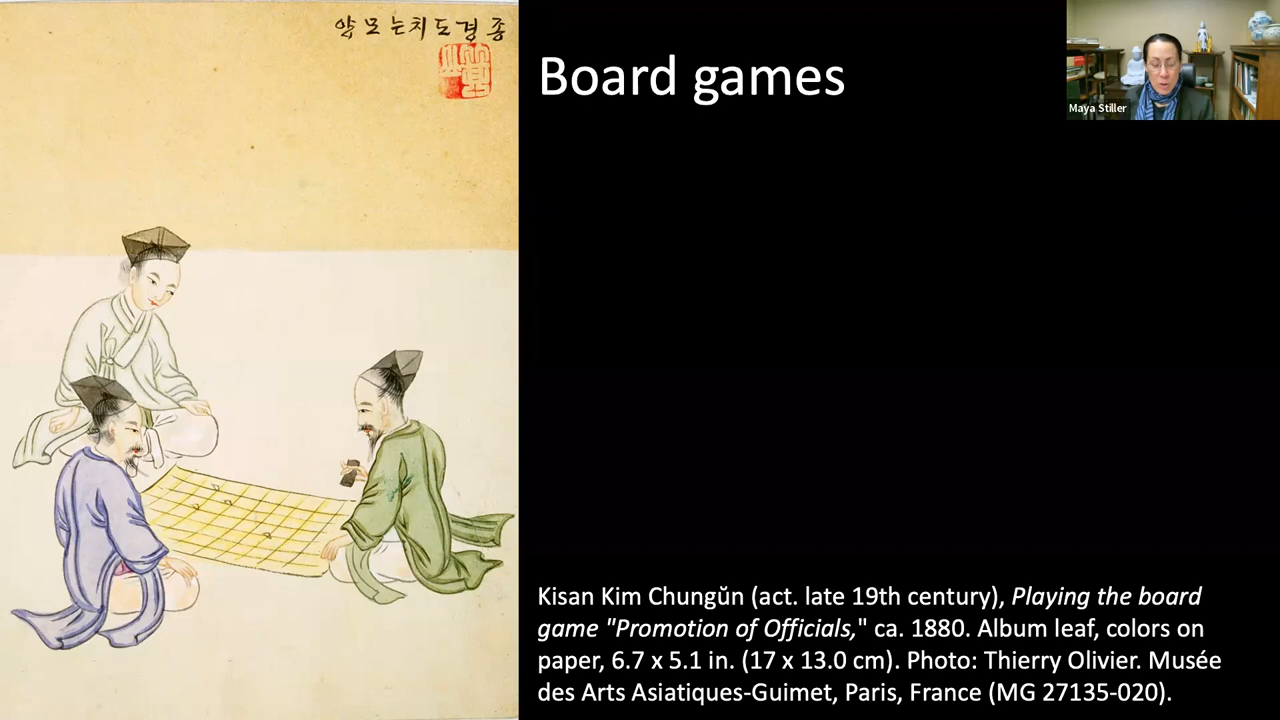 종경도치는모양
Board games
Maya Stiller
Kisan Kim Chungŭn (act. late 19th century), Playing the board
game "Promotion of Officials," ca. 1880. Album leaf, colors on
paper, 6.7 x 5.1 in. (17 x 13.0 cm). Photo: Thierry Olivier. Musée
des Arts Asiatiques-Guimet, Paris, France (MG 27135-020).